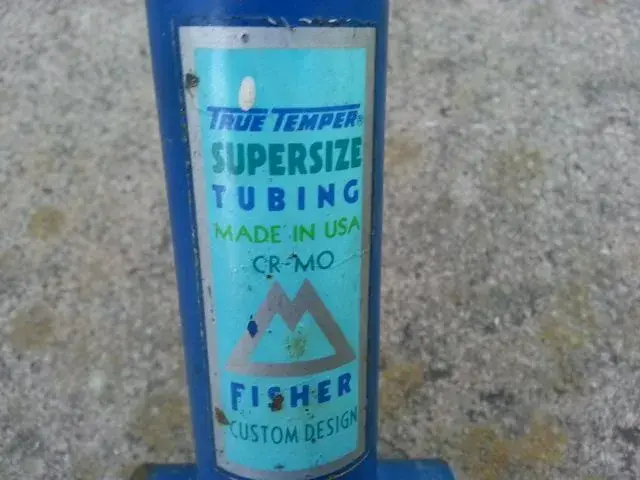 TRUE TEMPER®
SUPERSIZE
TUBING
MADE IN USA
CR-MO
FISHER
CUSTOM DESIGN